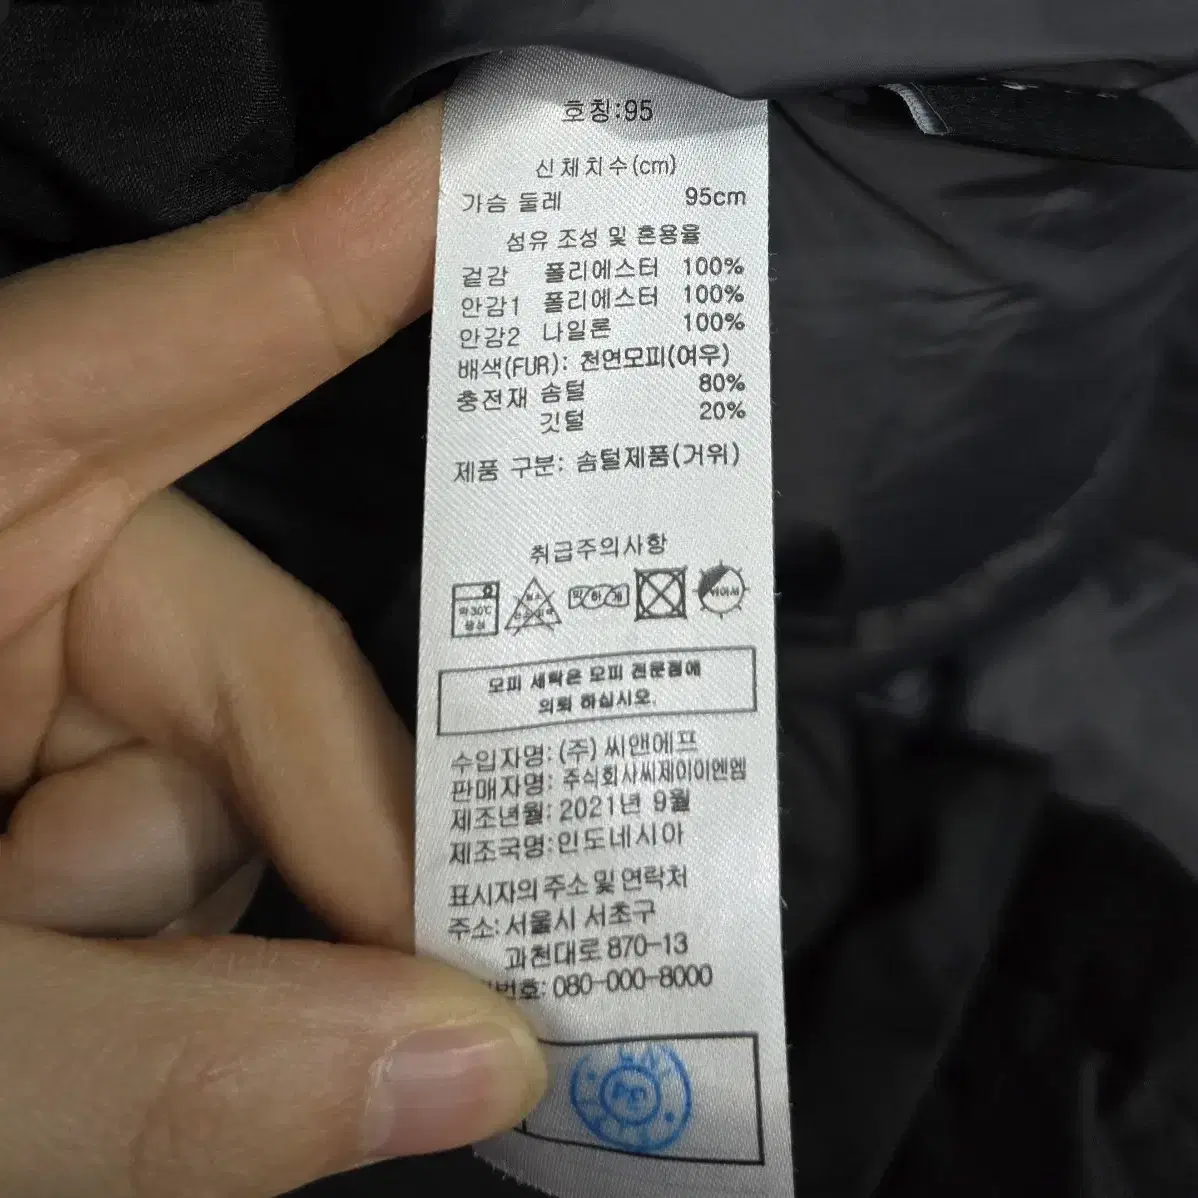 호칭:95
신체치수(cm)
가슴 둘레 95cm
섬유 조성 및 혼용율
겉감 폴리에스터 100%
안감1 폴리에스터 100%
안감2 나일론 100%
배색(FUR): 천연모피(여우)
충전재 솜털 80%
깃털 20%
제품 구분: 솜털제품(거위)
취급주의사항
약30℃
중성
모피 세탁은 모피 전문점에
의뢰 하십시오.
수입자명: (주) 씨앤에프
판매자명: 주식회사씨제이이엔엠
제조년월: 2021년 9월
제조국명:인도네시아
표시자의 주소 및 연락처
주소: 서울시 서초구
과천대로 870-13
번호: 080-000-8000